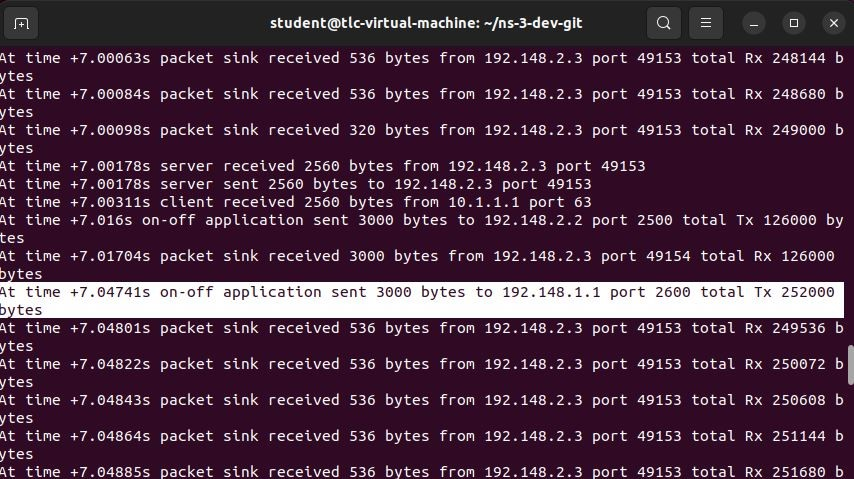 student@tlc-virtual-machine: ~/ns-3-dev-git
At time +7.00063s packet sink received 536 bytes from 192.148.2.3 port 49153 total Rx 248144 b
ytes
At time +7.00084s packet sink received 536 bytes from 192.148.2.3 port 49153 total Rx 248680 b
ytes
At time +7.00098s packet sink received 320 bytes from 192.148.2.3 port 49153 total Rx 249000 b
ytes
At time +7.00178s server received 2560 bytes from 192.148.2.3 port 49153
At time +7.00178s server sent 2560 bytes to 192.148.2.3 port 49153
At time +7.00311s client received 2560 bytes from 10.1.1.1 port 63
At time +7.016s on-off application sent 3000 bytes to 192.148.2.2 port 2500 total Tx 126000 by
tes
At time +7.01704s packet sink received 3000 bytes from 192.148.2.3 port 49154 total Rx 126000
bytes
At time +7.04741s on-off application sent 3000 bytes to 192.148.1.1 port 2600 total Tx 252000
bytes
At time +7.04801s packet sink received 536 bytes from 192.148.2.3 port 49153 total Rx 249536 b
ytes
At time +7.04822s packet sink received 536 bytes from 192.148.2.3 port 49153 total Rx 250072 b
ytes
At time +7.04843s packet sink received 536 bytes from 192.148.2.3 port 49153 total Rx 250608 b
ytes
At time +7.04864s packet sink received 536 bytes from 192.148.2.3 port 49153 total Rx 251144 b
ytes
At time +7.04885s packet sink received 536 bytes from 192.148.2.3 port 49153 total Rx 251680 b